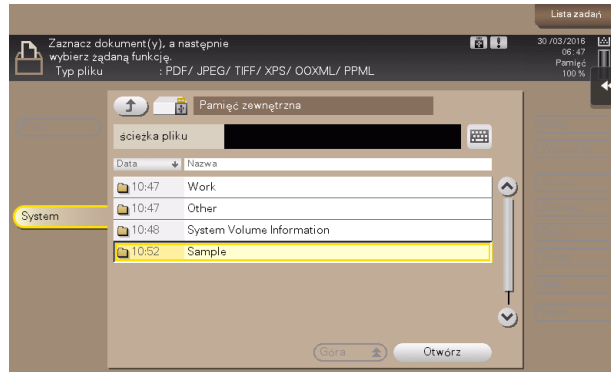 Lista zadań
Zaznacz dokument(y), a następnie
wybierz żądaną funkcję.
Typ pliku : PDF/ JPEG/ TIFF/ XPS/ OOXML/ PPML
30/03/2016
06:47
Pamięć
100 %
Pamięć zewnętrzna
ścieżka pliku
Data Nazwa
10:47 Work
10:47 Other
10:48 System Volume Information
10:52 Sample
System
Góra Otwórz